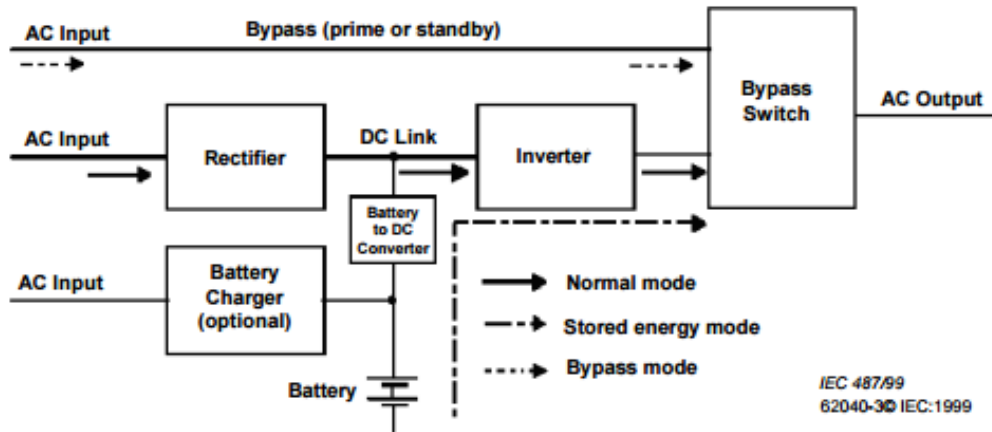 AC Input
Bypass (prime or standby)
Bypass
Switch
AC Output
AC Input
Rectifier
DC Link
Inverter
Battery
to DC
Converter
AC Input
Battery
Charger
(optional)
Normal mode
Stored energy mode
Bypass mode
Battery
IEC 487/99
62040-3© IEC:1999